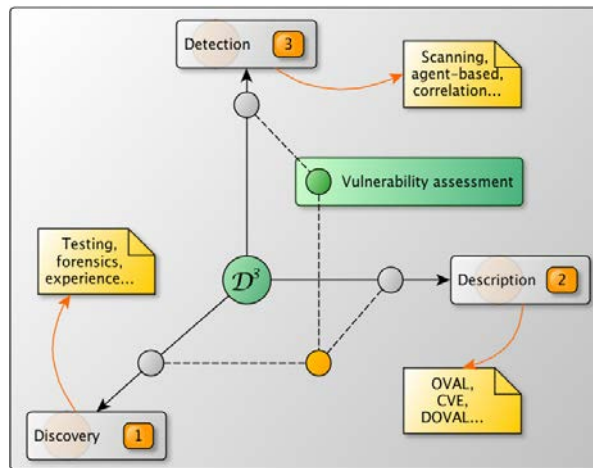 Detection 3
Scanning,
agent-based,
correlation...
Vulnerability assessment
Testing,
forensics,
experience...
D³
Description 2
OVAL,
CVE,
DOVAL...
Discovery 1